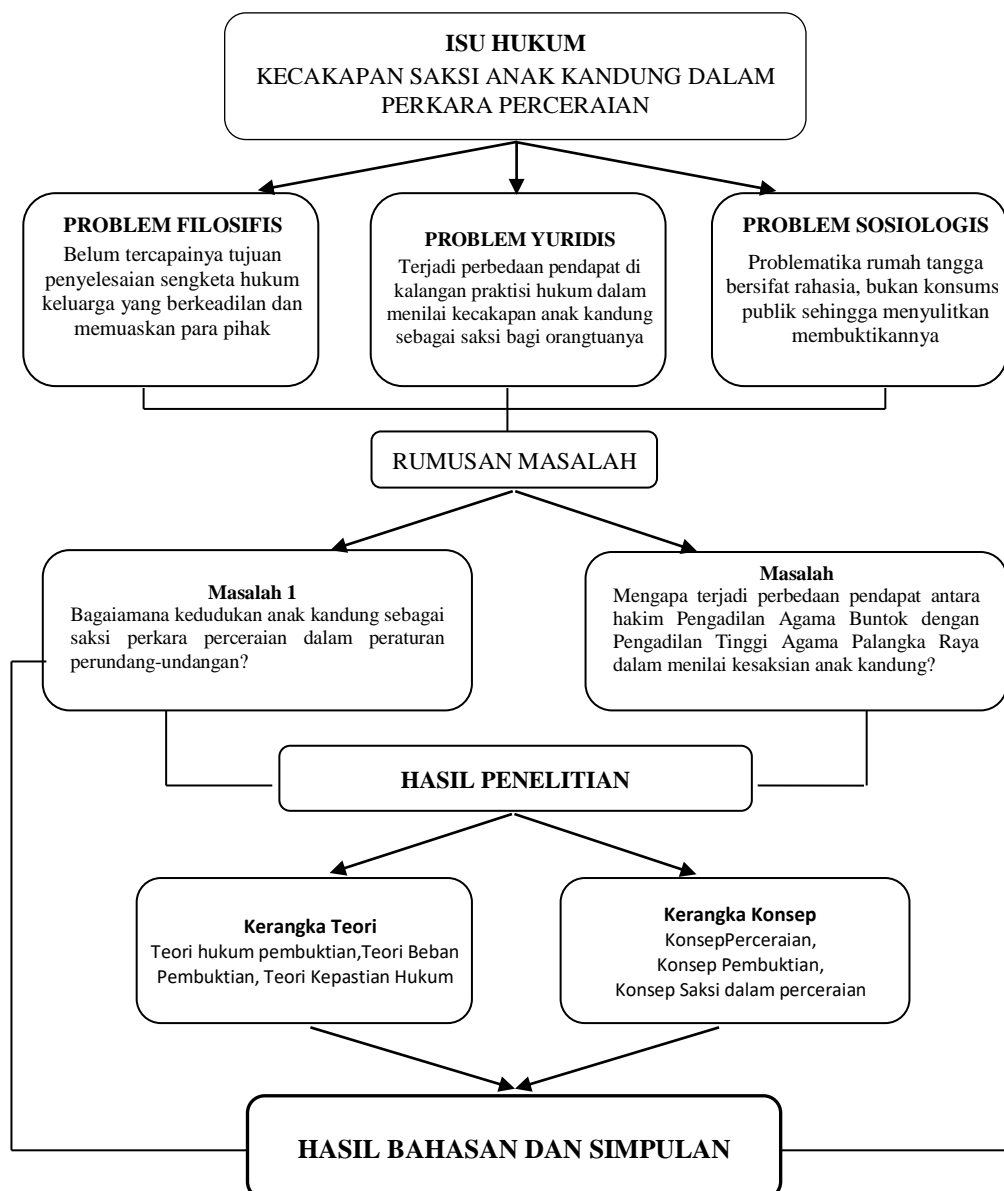 ISU HUKUM
KECAKAPAN SAKSI ANAK KANDUNG DALAM
PERKARA PERCERAIAN
PROBLEM FILOSIFIS
Belum tercapainya tujuan
penyelesaian sengketa hukum
keluarga yang berkeadilan dan
memuaskan para pihak
PROBLEM YURIDIS
Terjadi perbedaan pendapat di
kalangan praktisi hukum dalam
menilai kecakapan anak kandung
sebagai saksi bagi orangtuanya
PROBLEM SOSIOLOGIS
Problematika rumah tangga
bersifat rahasia, bukan konsums
publik sehingga menyulitkan
membuktikannya
RUMUSAN MASALAH
Masalah 1
Bagaiamana kedudukan anak kandung sebagai
saksi perkara perceraian dalam peraturan
perundang-undangan?
Masalah
Mengapa terjadi perbedaan pendapat antara
hakim Pengadilan Agama Buntok dengan
Pengadilan Tinggi Agama Palangka Raya
dalam menilai kesaksian anak kandung?
HASIL PENELITIAN
Kerangka Teori
Teori hukum pembuktian,Teori Beban
Pembuktian, Teori Kepastian Hukum
Kerangka Konsep
KonsepPerceraian,
Konsep Pembuktian,
Konsep Saksi dalam perceraian
HASIL BAHASAN DAN SIMPULAN